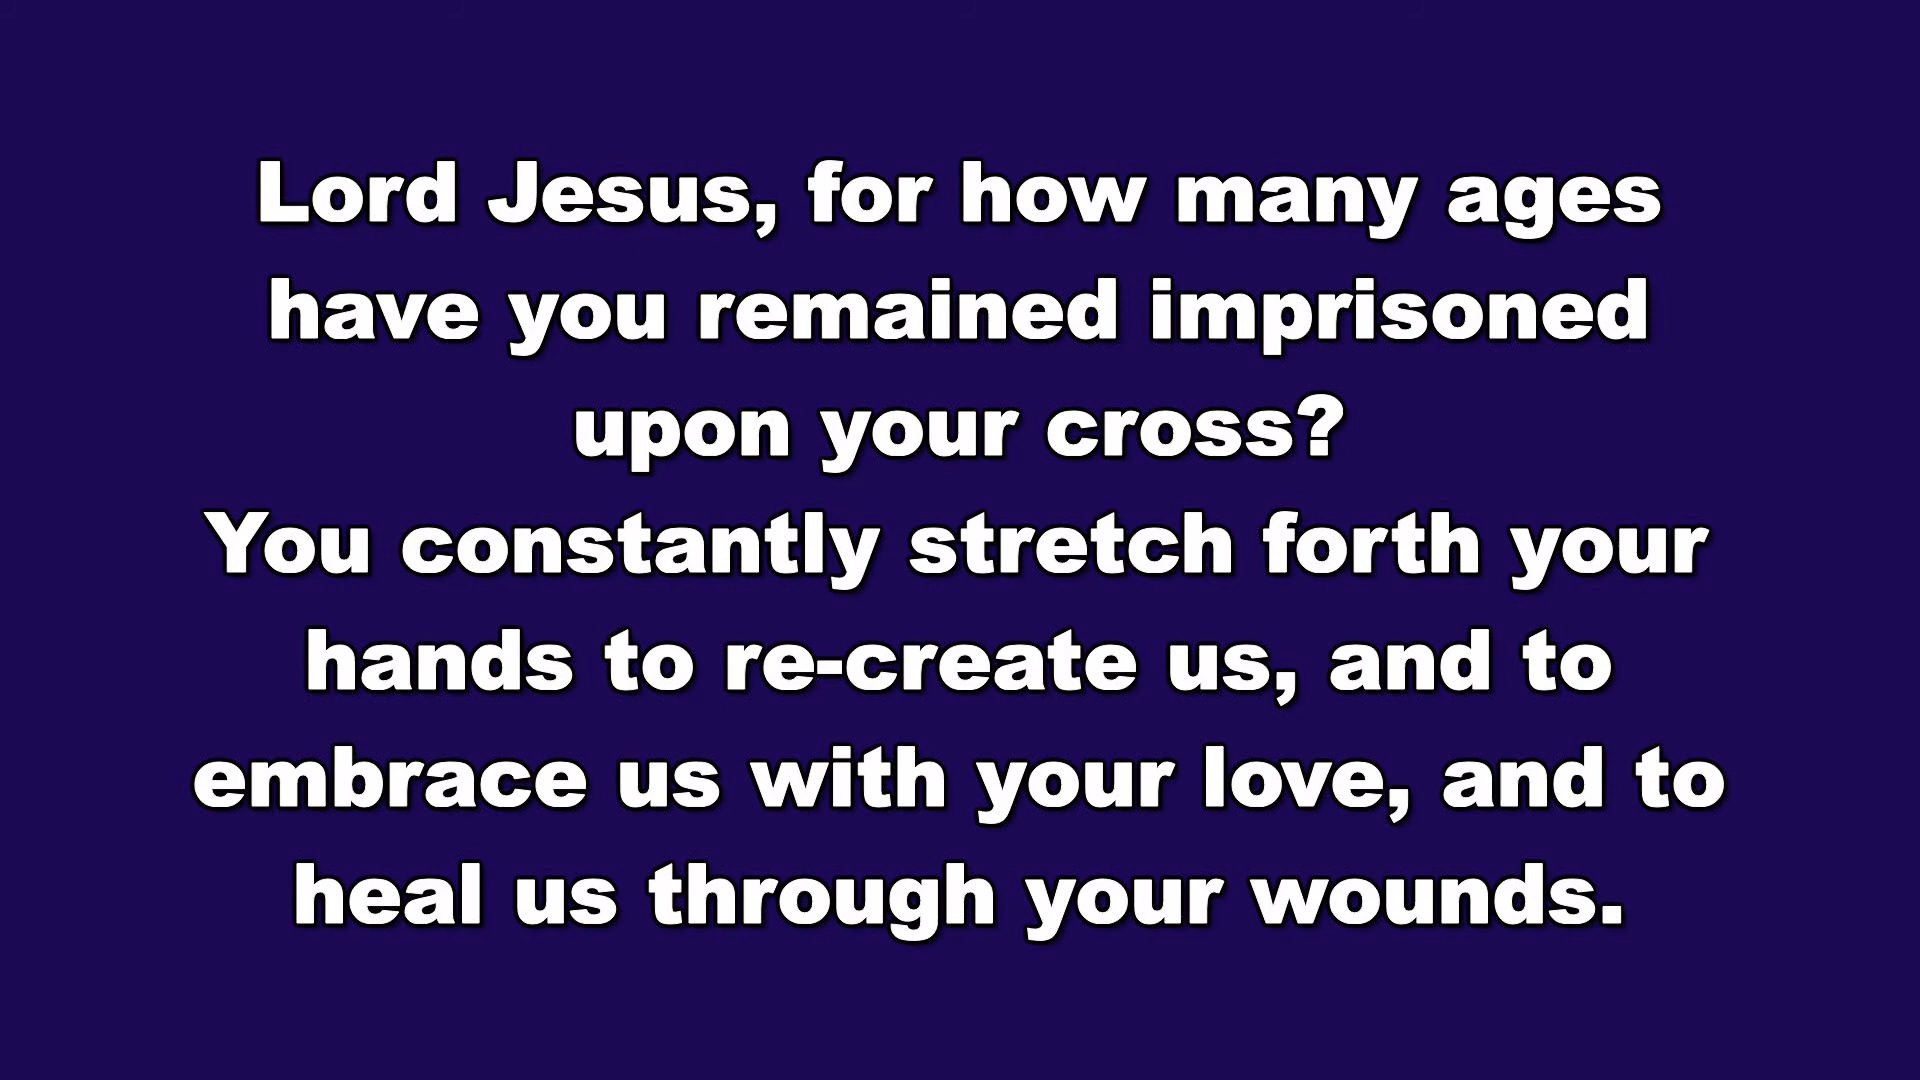 Lord Jesus, for how many ages
have you remained imprisoned
upon your cross?
You constantly stretch forth your
hands to re-create us, and to
embrace us with your love, and to
heal us through your wounds.